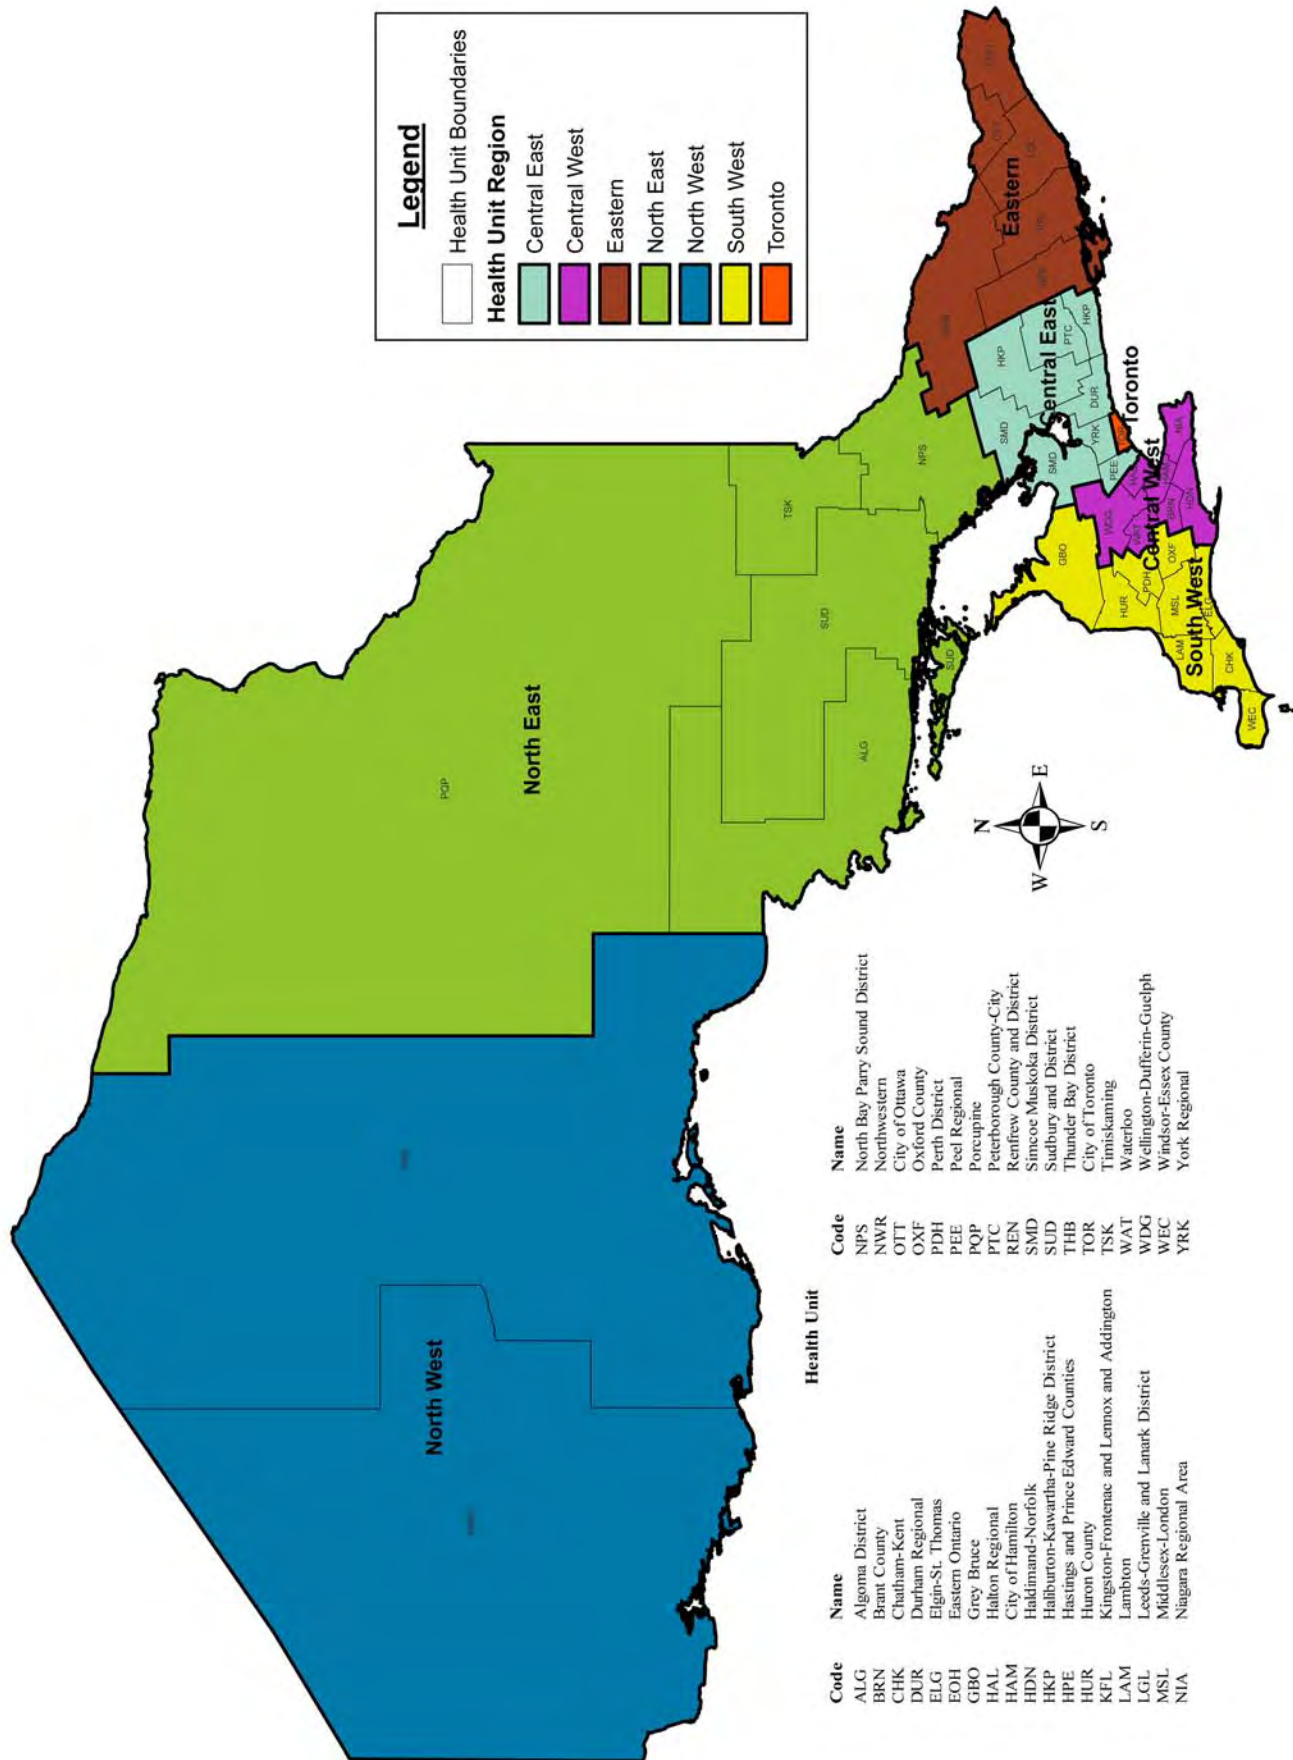 Legend
Health Unit Boundaries
Health Unit Region
Central East
Central West
Eastern
North East
North West
South West
Toronto
North West
North East
PQP
TSK
SUD
ALG
SUD
NPS
Eastern
LGL
Central East
HKP
SMD
SMD
PTC
HKP
DUR
YRK
PEE
Toronto
Central West
WDG
HDN
NIA
South West
GBO
HUR
PDH
OXF
MSL
ELG
LAM
CHK
WEC
N
W E
S
Health Unit
Code Name Code Name
ALG Algoma District NPS North Bay Parry Sound District
BRN Brant County NWR Northwestern
CHK Chatham-Kent OTT City of Ottawa
DUR Durham Regional OXF Oxford County
ELG Elgin-St. Thomas PDH Perth District
EOH Eastern Ontario PEE Peel Regional
GBO Grey Bruce PQP Porcupine
HAL Halton Regional PTC Peterborough County-City
HAM City of Hamilton REN Renfrew County and District
HDN Haldimand-Norfolk SMD Simcoe Muskoka District
HKP Haliburton-Kawartha-Pine Ridge District SUD Sudbury and District
HPE Hastings and Prince Edward Counties THB Thunder Bay District
HUR Huron County TOR City of Toronto
KFL Kingston-Frontenac and Lennox and Addington TSK Timiskaming
LAM Lambton WAT Waterloo
LGL Leeds-Grenville and Lanark District WDG Wellington-Dufferin-Guelph
MSL Middlesex-London WEC Windsor-Essex County
NIA Niagara Regional Area YRK York Regional